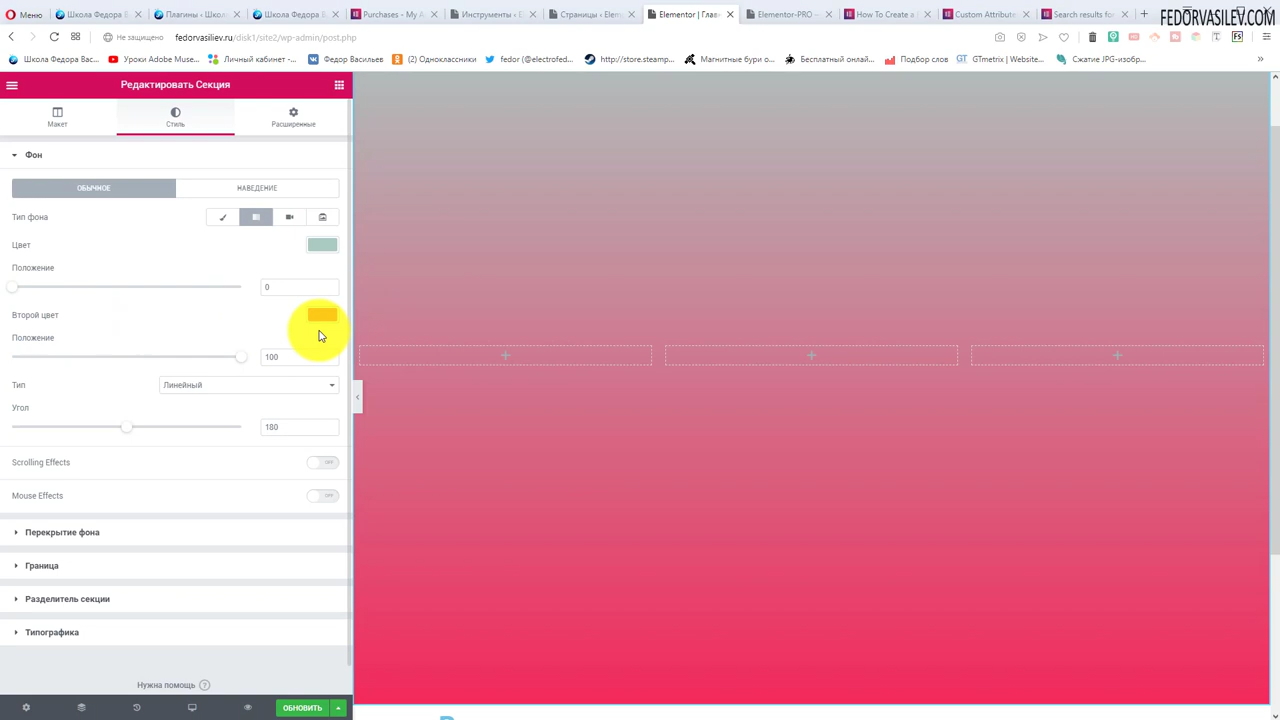 Меню
Школа Федора В
Плагины ‹ Школ
Школа Федора В
Purchases - My A
Инструменты ‹ E
Страницы ‹ Elem
Elementor | Глав
Elementor-PRO –
How To Create a
Custom Attribute
Search results fo
FEDORVASILEV.COM
Не защищено
fedorvasiliev.ru/disk1/site2/wp-admin/post.php
Школа Федора Вас...
Уроки Adobe Muse...
Личный кабинет -...
Федор Васильев
(2) Одноклассники
fedor (@electrofed...
http://store.steamp...
Магнитные бури о...
Бесплатный онлай...
Подбор слов
GTmetrix | Website...
Сжатие JPG-изобр...
Редактировать Секция
Макет
Стиль
Расширенные
Фон
ОБЫЧНОЕ
НАВЕДЕНИЕ
Тип фона
Цвет
Положение
0
Второй цвет
Положение
100
Тип
Линейный
Угол
180
Scrolling Effects
OFF
Mouse Effects
OFF
Перекрытие фона
Граница
Разделитель секции
Типографика
Нужна помощь
ОБНОВИТЬ